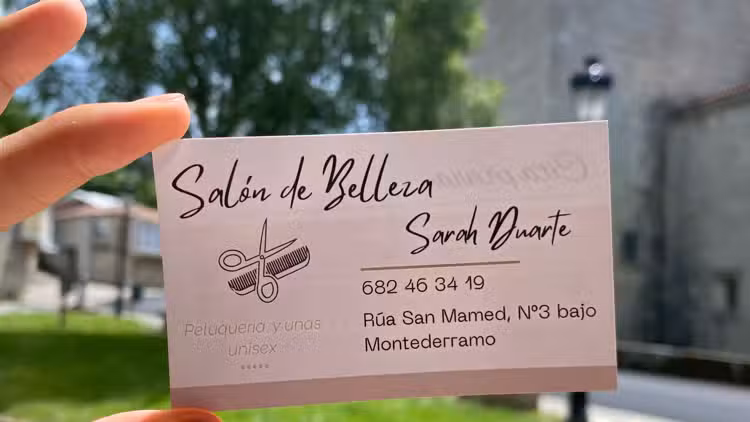 Salón de Belleza
Sarah Duarte
682 46 34 19
Rúa San Mamed, Nº3 bajo
Montederramo
Peluquería y uñas
unisex